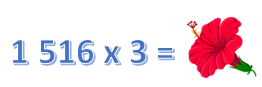 1 516 x 3 =